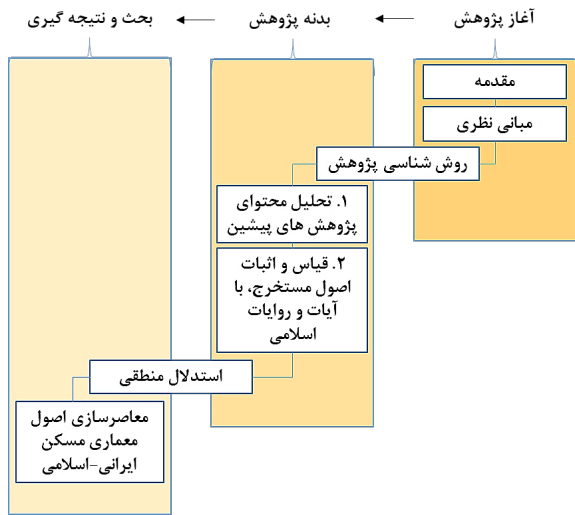 آغاز پژوهش
بدنه پژوهش
بحث و نتیجه گیری
مقدمه
مبانی نظری
روش شناسی پژوهش
۱. تحلیل محتوای
پژوهش های پیشین
۲. قیاس و اثبات
اصول مستخرج، با
آیات و روایات
اسلامی
استدلال منطقی
معاصرسازی اصول
معماری مسکن
ایرانی-اسلامی